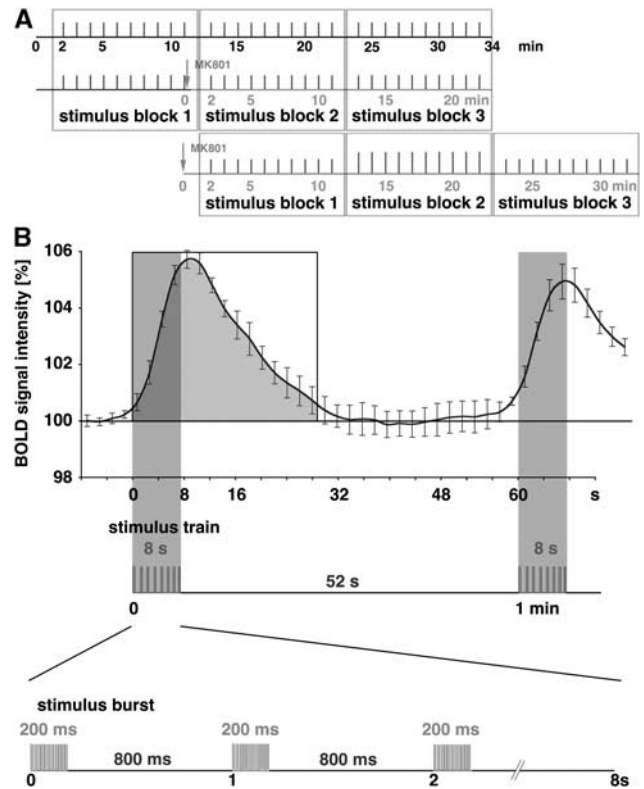 A
0 2 5 10 15 20 25 30 34 min
MK801
0 2 5 10 15 20 min
stimulus block 1 stimulus block 2 stimulus block 3
MK801
0 2 5 10 15 20 25 30 min
stimulus block 1 stimulus block 2 stimulus block 3
B
BOLD signal intensity [%]
106
104
102
100
98
0 8 16 32 48 60 s
stimulus train
8 s 8 s
52 s
0 1 min
stimulus burst
200 ms 200 ms 200 ms
800 ms 800 ms
0 1 2 8s